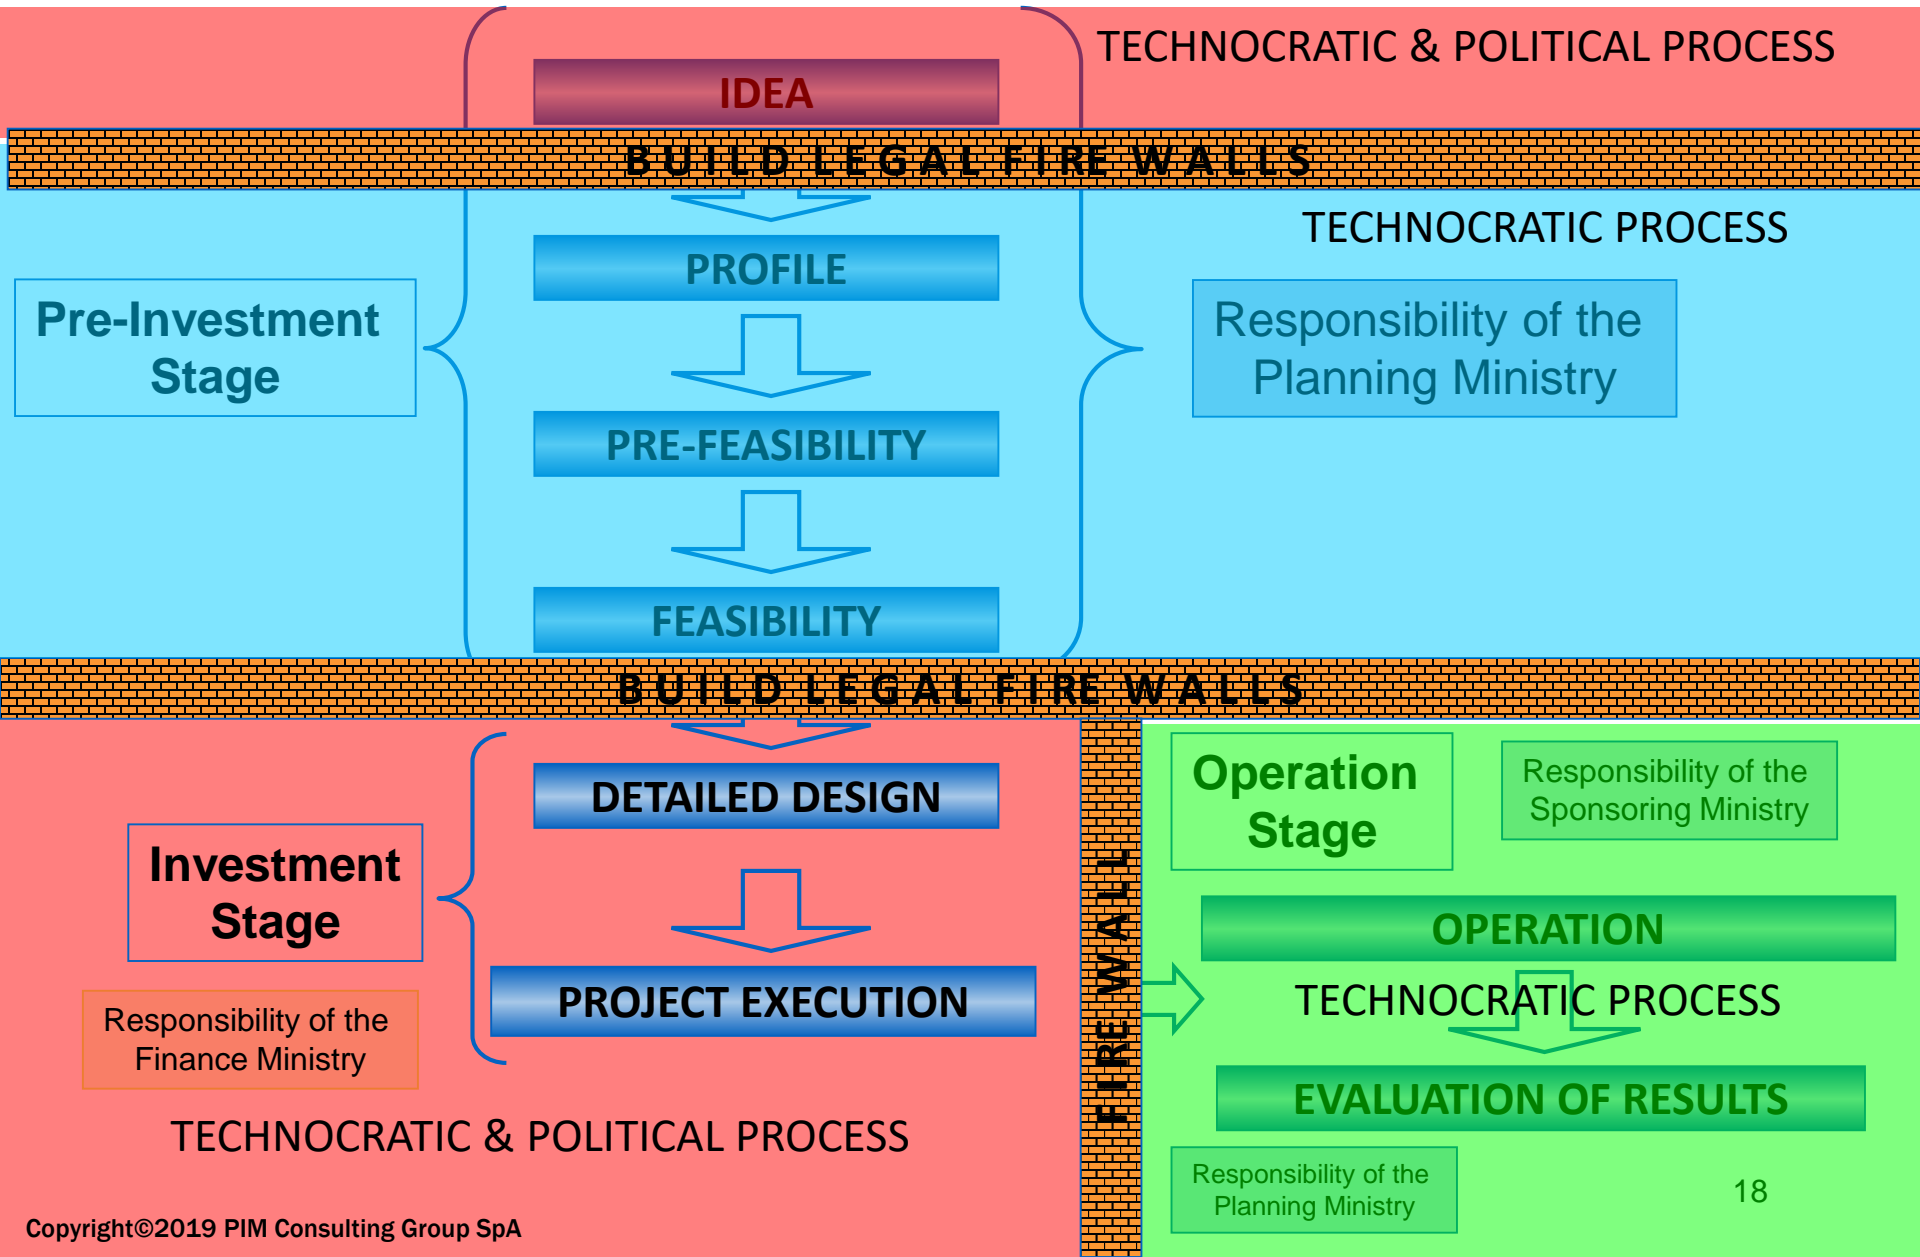 TECHNOCRATIC & POLITICAL PROCESS
IDEA
BUILD LEGAL FIRE WALLS
TECHNOCRATIC PROCESS
PROFILE
Pre-Investment
Stage
Responsibility of the
Planning Ministry
PRE-FEASIBILITY
FEASIBILITY
BUILD LEGAL FIRE WALLS
DETAILED DESIGN
Investment
Stage
PROJECT EXECUTION
Responsibility of the
Finance Ministry
TECHNOCRATIC & POLITICAL PROCESS
FIRE WALL
Operation
Stage
Responsibility of the
Sponsoring Ministry
OPERATION
TECHNOCRATIC PROCESS
EVALUATION OF RESULTS
Responsibility of the
Planning Ministry
18
Copyright©2019 PIM Consulting Group SpA